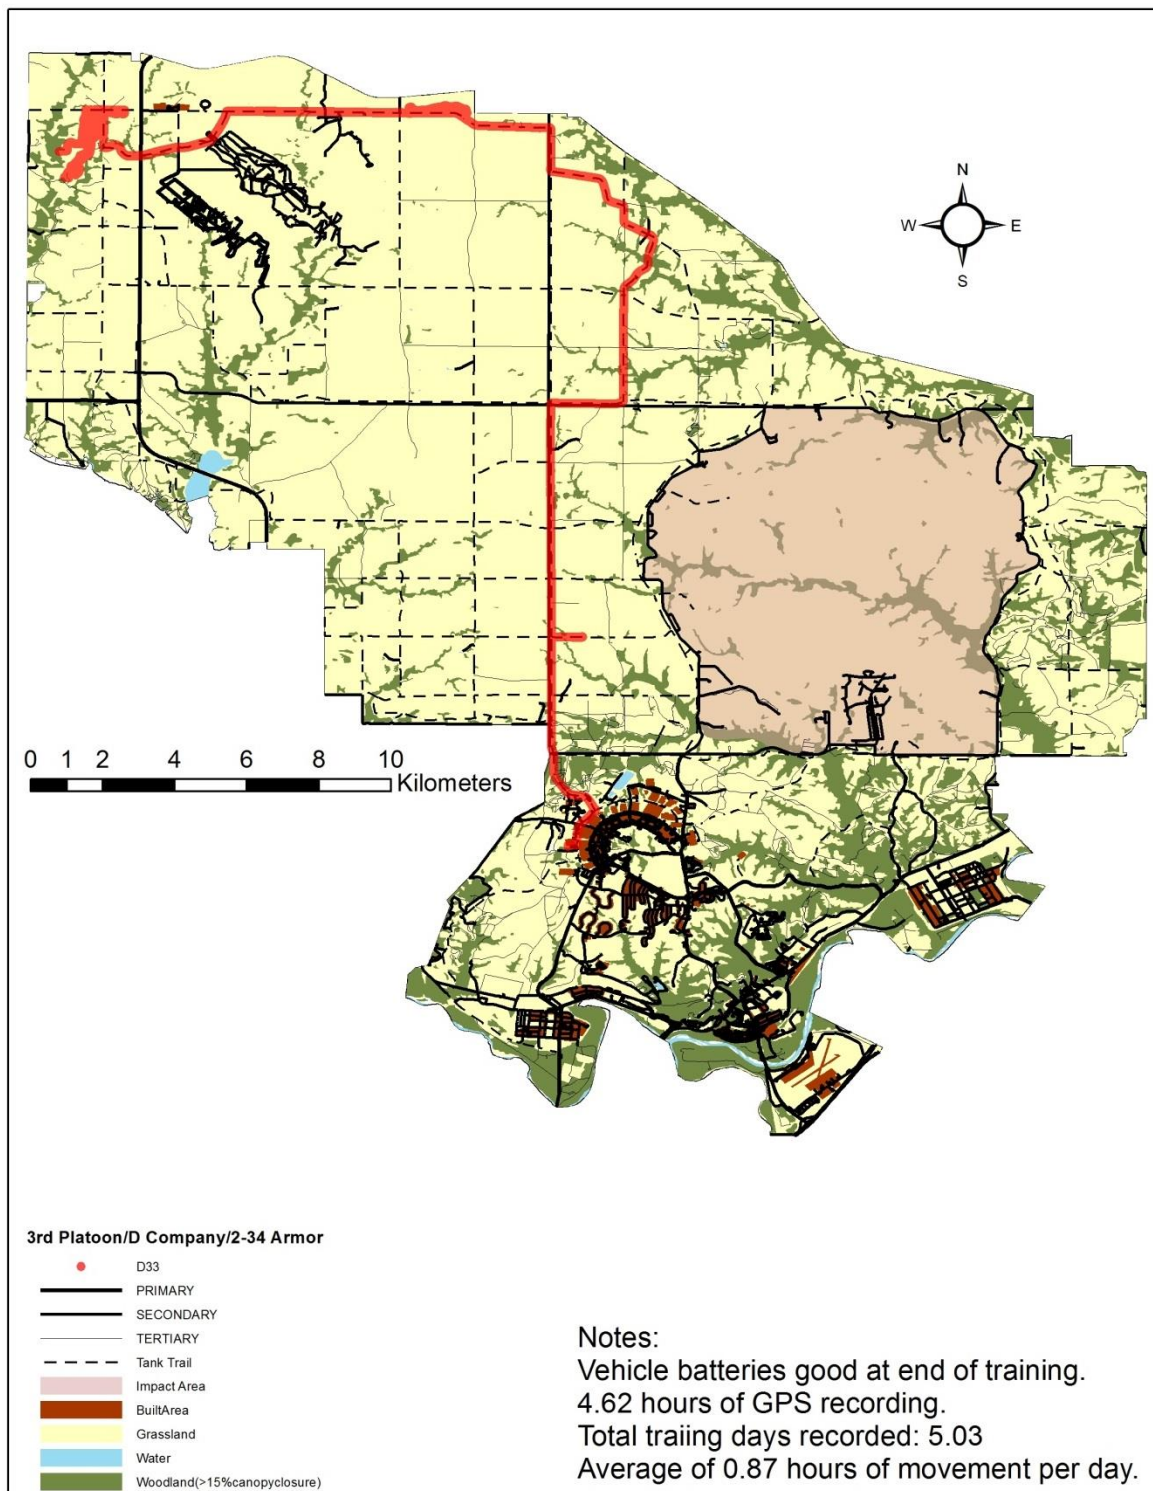 N
W E
S
0 1 2 4 6 8 10
Kilometers
3rd Platoon/D Company/2-34 Armor
D33
PRIMARY
SECONDARY
TERTIARY
Tank Trail
Impact Area
BuiltArea
Grassland
Water
Woodland(>15%canopyclosure)
Notes:
Vehicle batteries good at end of training.
4.62 hours of GPS recording.
Total traiing days recorded: 5.03
Average of 0.87 hours of movement per day.